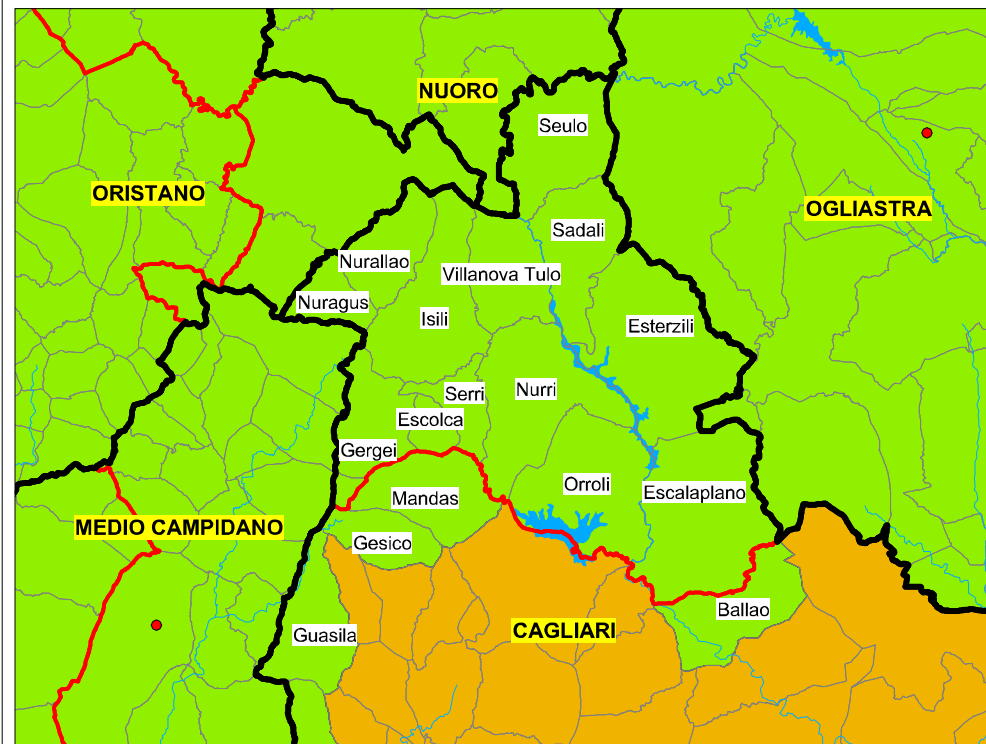 NUORO
Seulo
ORISTANO
OGLIASTRA
Sadali
Nurallao
Villanova Tulo
Nuragus
Isili
Esterzili
Serri
Nurri
Escolca
Gergei
Orroli
Mandas
Escalaplano
MEDIO CAMPIDANO
Gesico
Ballao
Guasila
CAGLIARI